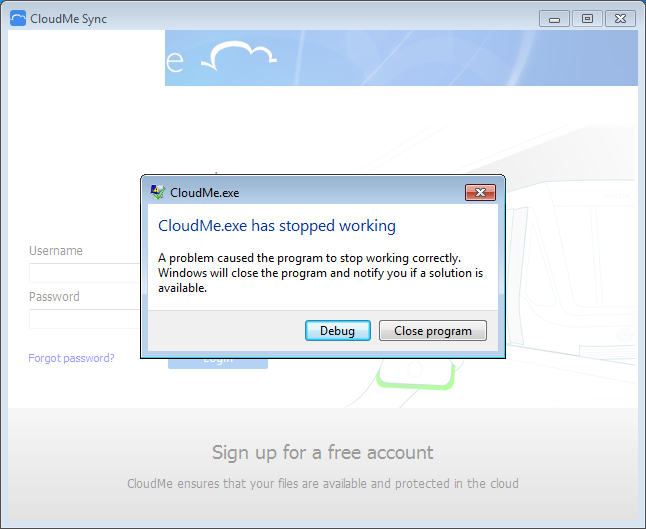 CloudMe Sync
e
CloudMe.exe
CloudMe.exe has stopped working
A problem caused the program to stop working correctly.
Windows will close the program and notify you if a solution is
available.
Debug
Close program
Username
Password
Forgot password?
Login
Sign up for a free account
CloudMe ensures that your files are available and protected in the cloud